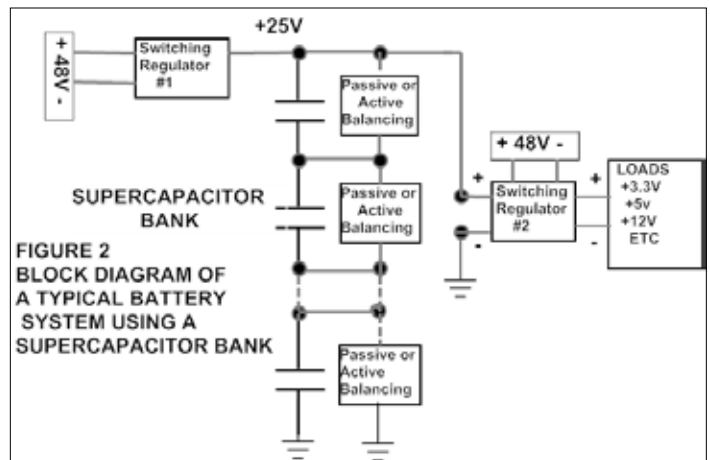 +25V
+ 48V -
Switching
Regulator
#1
Passive or
Active
Balancing
+ 48V -
SUPERCAPACITOR
BANK
Passive or
Active
Balancing
+
-
Switching
Regulator
#2
+
-
LOADS
+3.3V
+5v
+12V
ETC
FIGURE 2
BLOCK DIAGRAM OF
A TYPICAL BATTERY
SYSTEM USING A
SUPERCAPACITOR BANK
Passive or
Active
Balancing